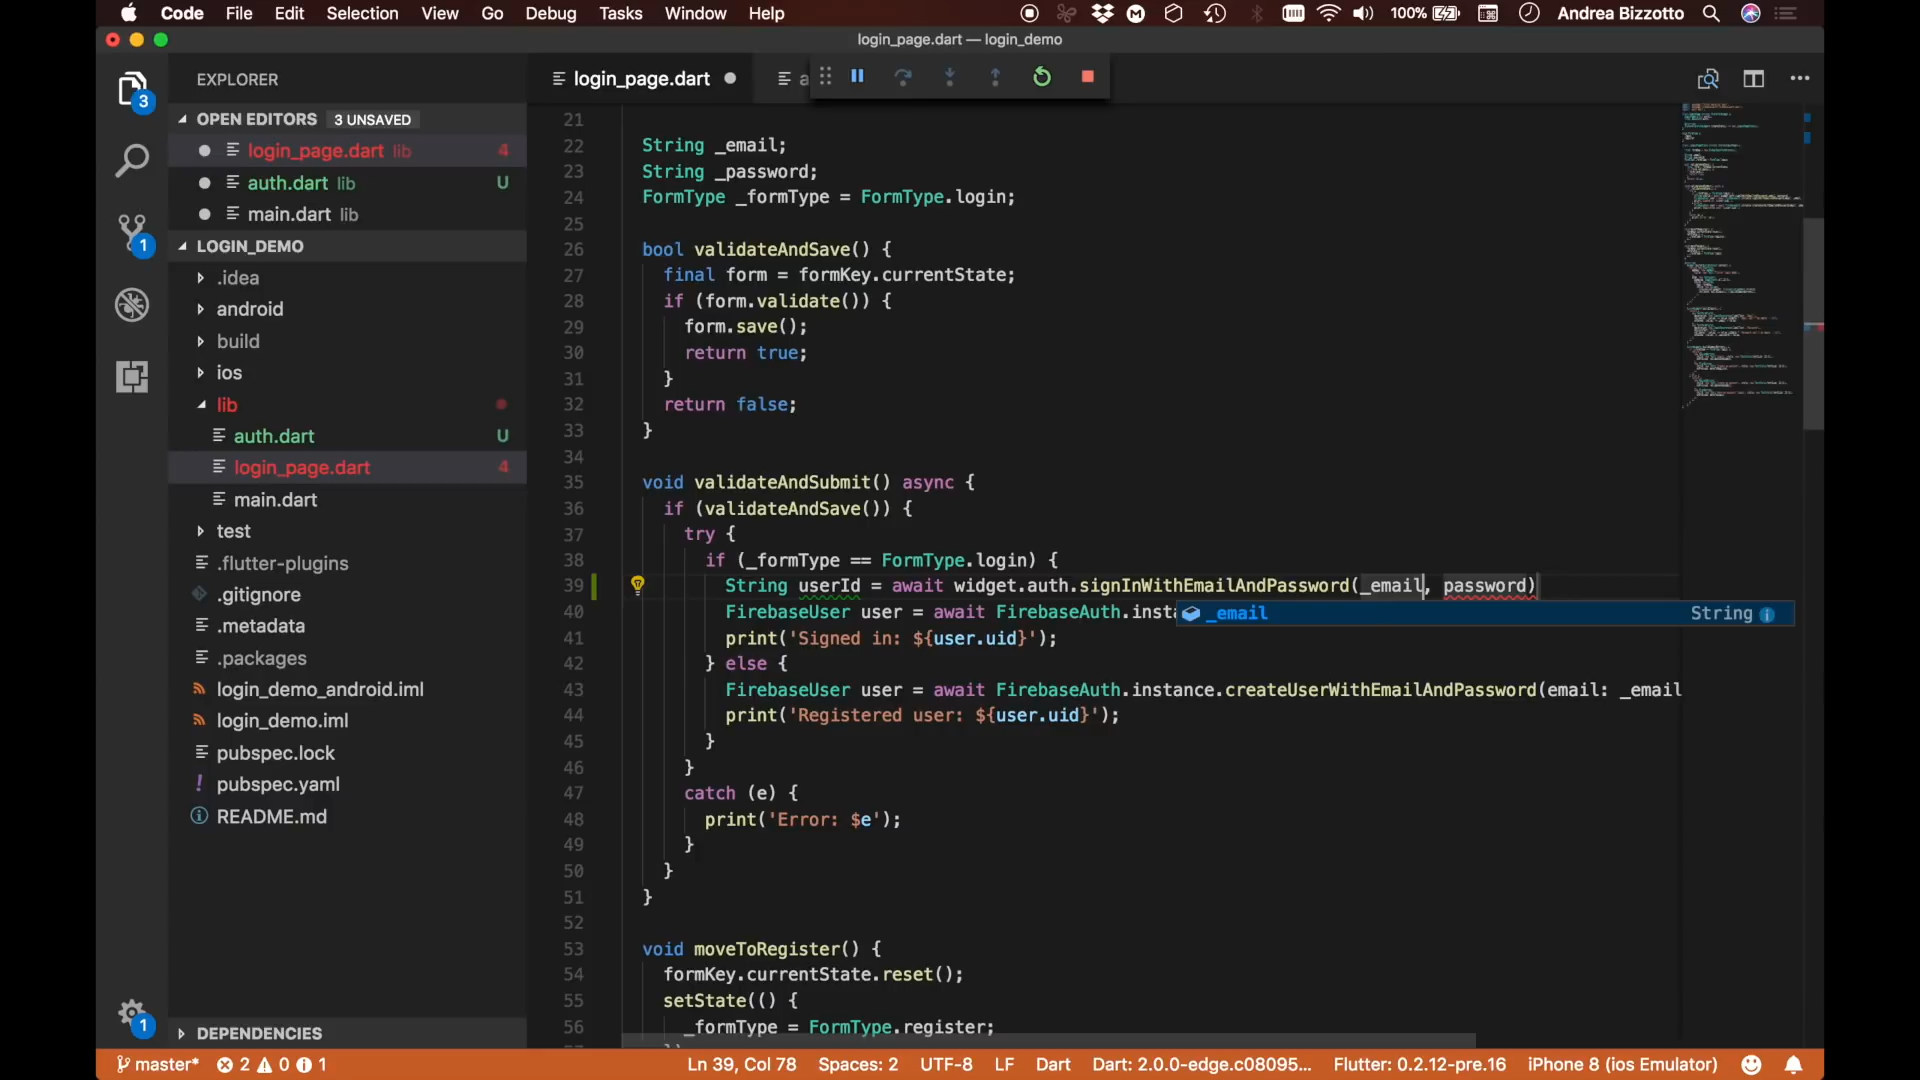 Code File Edit Selection View Go Debug Tasks Window Help 100% Andrea Bizzotto
login_page.dart — login_demo
EXPLORER
OPEN EDITORS 3 UNSAVED
login_page.dart lib 4
auth.dart lib U
main.dart lib
LOGIN_DEMO
.idea
android
build
ios
lib
auth.dart U
login_page.dart 4
main.dart
test
.flutter-plugins
.gitignore
.metadata
.packages
login_demo_android.iml
login_demo.iml
pubspec.lock
pubspec.yaml
README.md
DEPENDENCIES
3
1
1
login_page.dart
21
22 String _email;
23 String _password;
24 FormType _formType = FormType.login;
25
26 bool validateAndSave() {
27 final form = formKey.currentState;
28 if (form.validate()) {
29 form.save();
30 return true;
31 }
32 return false;
33 }
34
35 void validateAndSubmit() async {
36 if (validateAndSave()) {
37 try {
38 if (_formType == FormType.login) {
39 String userId = await widget.auth.signInWithEmailAndPassword(_email, password)
40 FirebaseUser user = await FirebaseAuth.insta
_email String
41 print('Signed in: ${user.uid}');
42 } else {
43 FirebaseUser user = await FirebaseAuth.instance.createUserWithEmailAndPassword(email: _email
44 print('Registered user: ${user.uid}');
45 }
46 }
47 catch (e) {
48 print('Error: $e');
49 }
50 }
51 }
52
53 void moveToRegister() {
54 formKey.currentState.reset();
55 setState(() {
56 _formType = FormType.register;
master* 2 0 1 Ln 39, Col 78 Spaces: 2 UTF-8 LF Dart Dart: 2.0.0-edge.c08095... Flutter: 0.2.12-pre.16 iPhone 8 (ios Emulator)